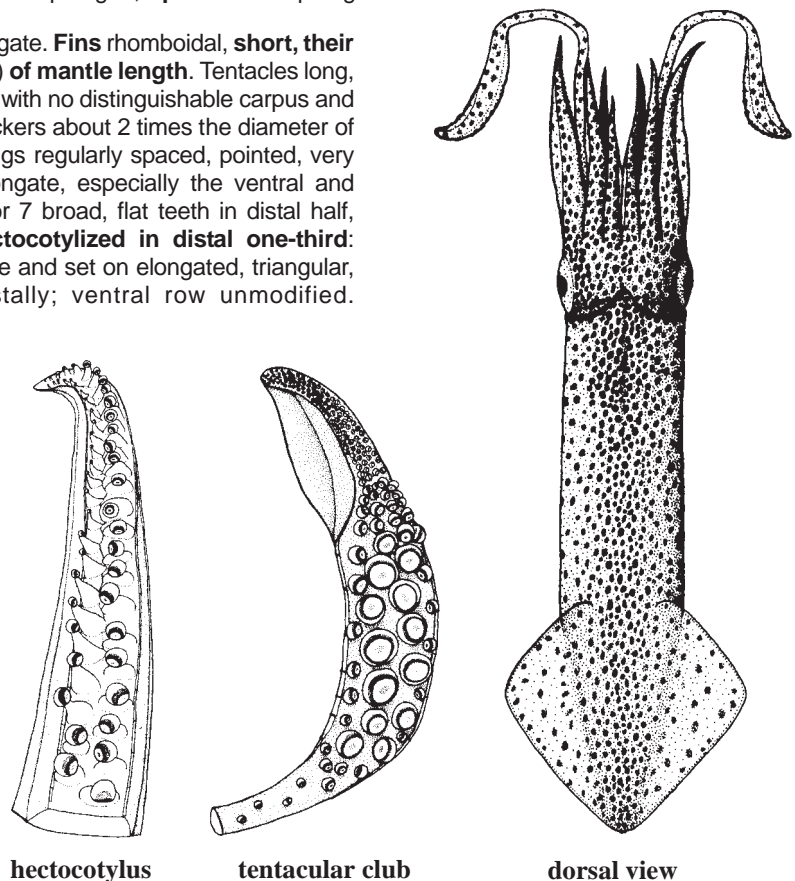 gate. Fins rhomboidal, short, their
) of mantle length. Tentacles long,
with no distinguishable carpus and
ckers about 2 times the diameter of
gs regularly spaced, pointed, very
ngate, especially the ventral and
or 7 broad, flat teeth in distal half,
ctocotylized in distal one-third:
e and set on elongated, triangular,
stally; ventral row unmodified.
hectocotylus
tentacular club
dorsal view